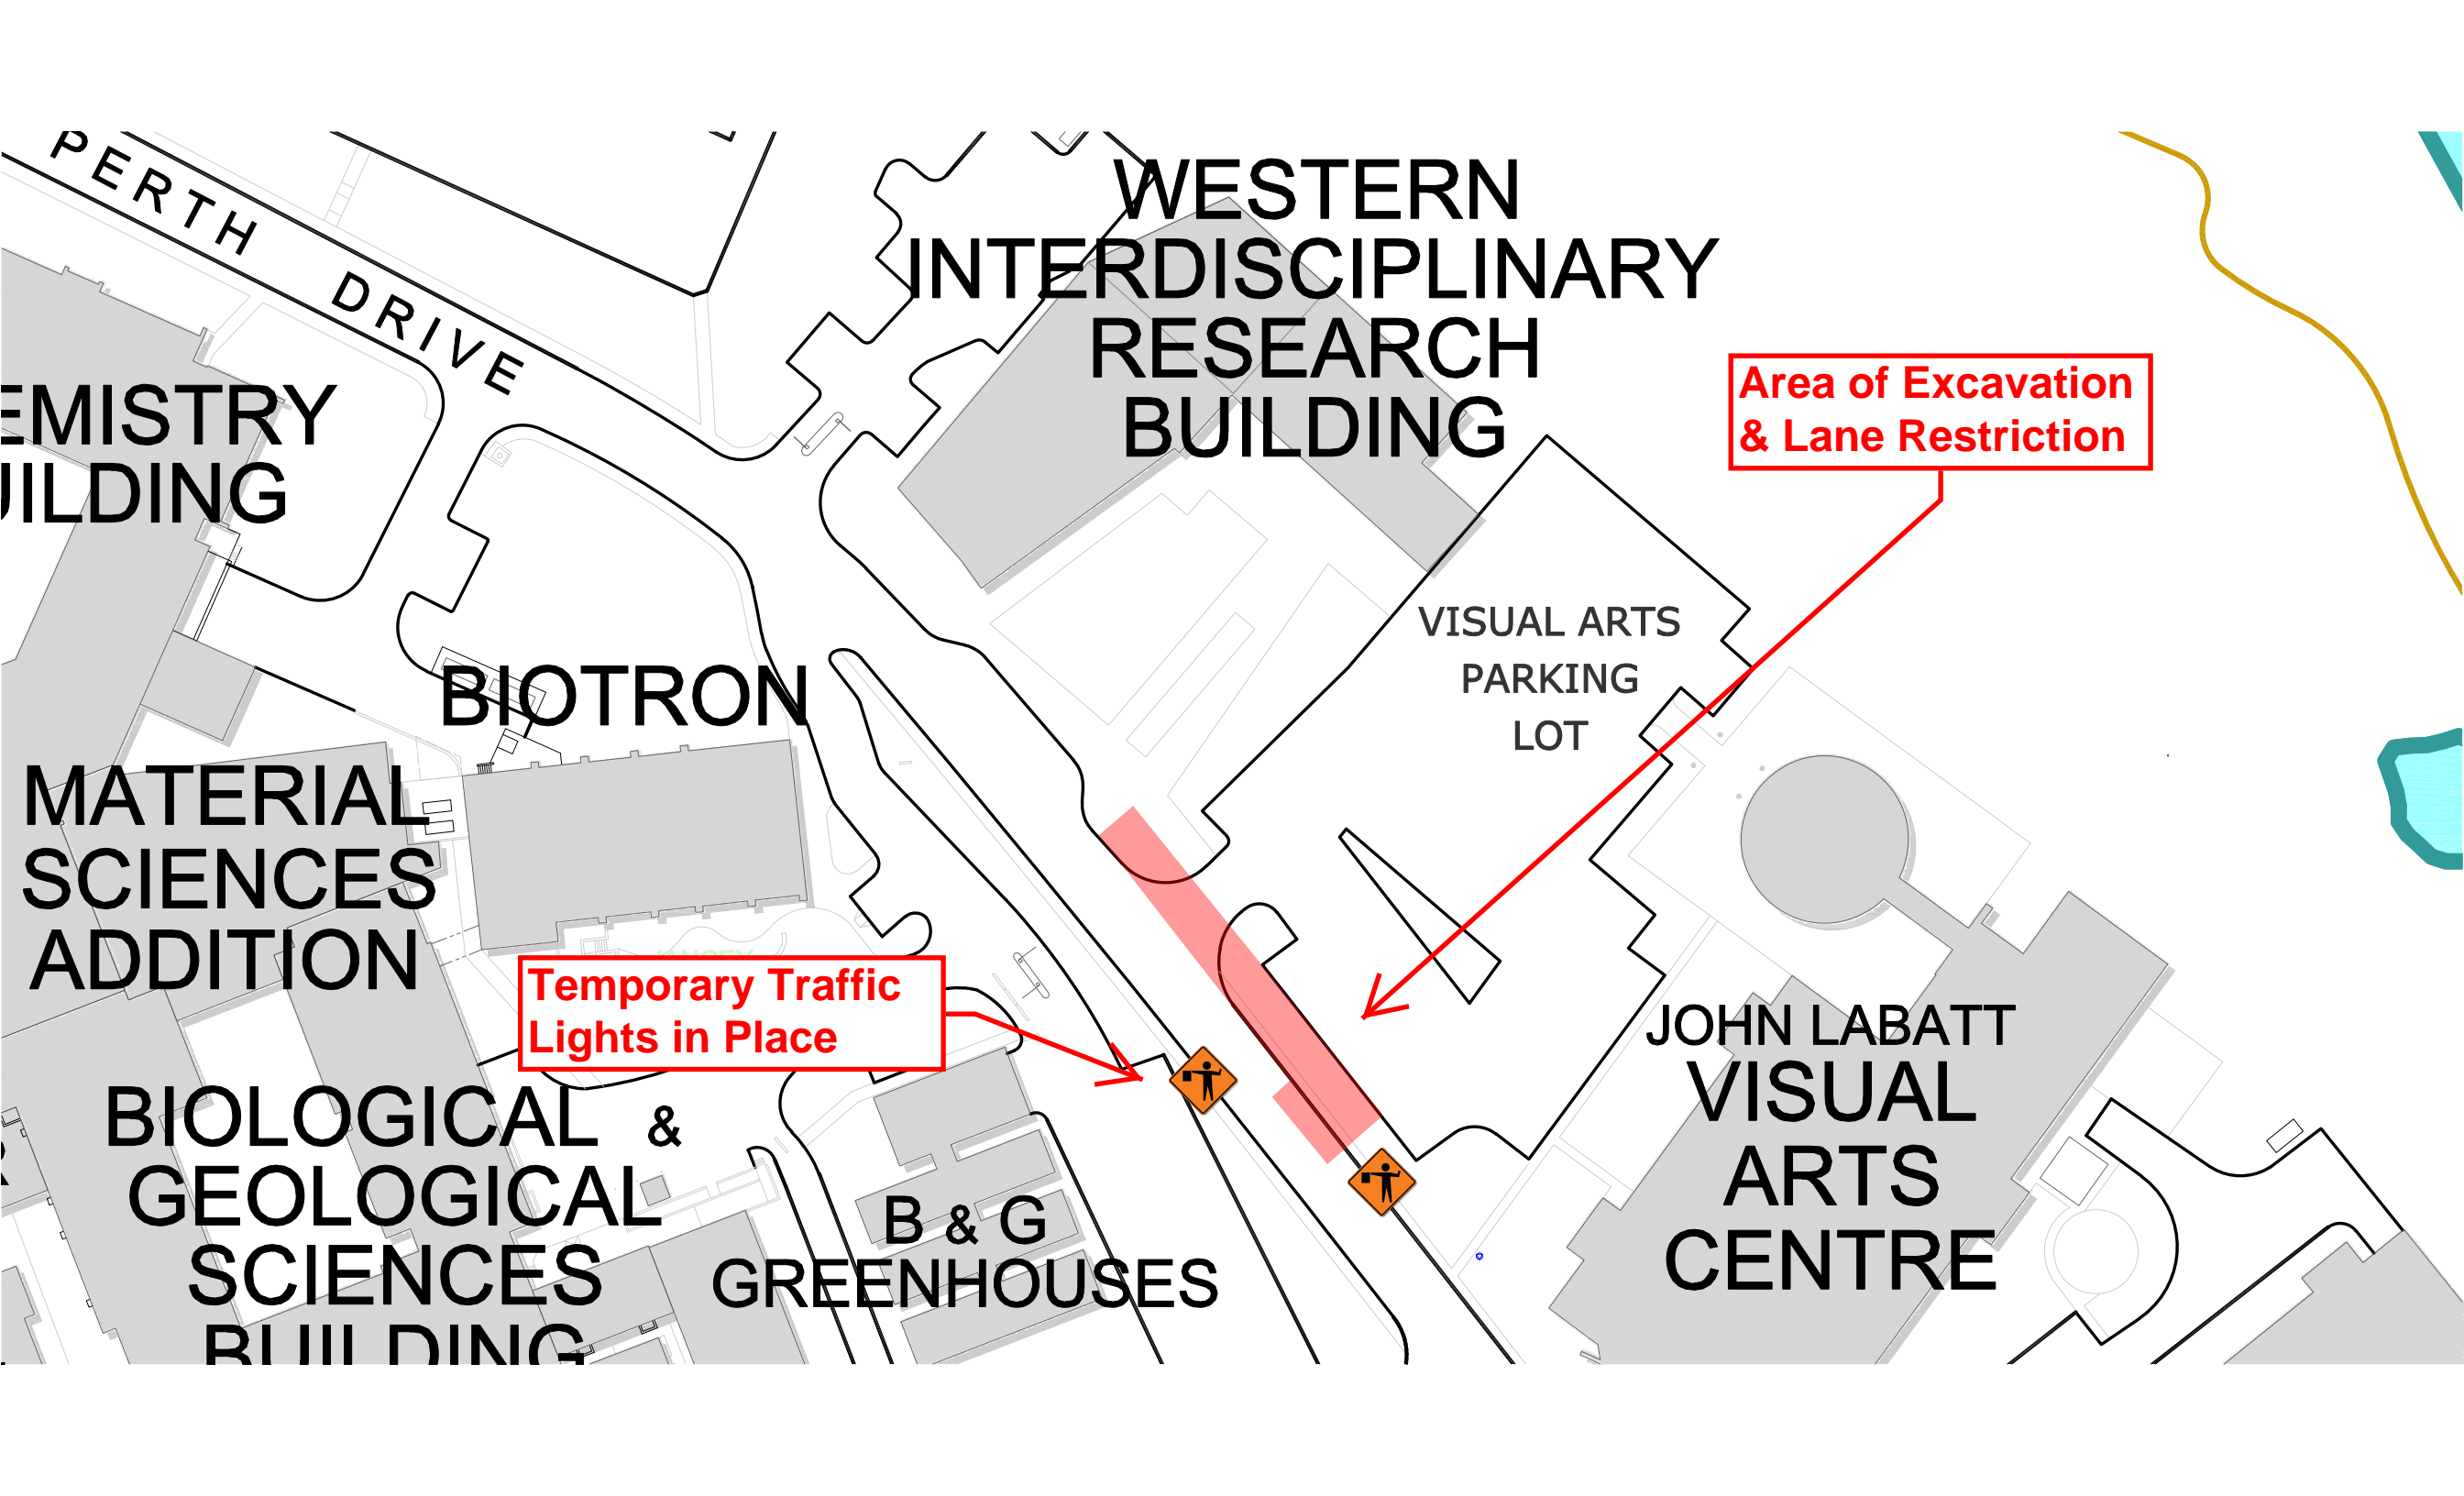 PERTH DRIVE
WESTERN
INTERDISCIPLINARY
RESEARCH
BUILDING
Area of Excavation
& Lane Restriction
EMISTRY
UILDING
VISUAL ARTS
PARKING
LOT
BIOTRON
MATERIAL
SCIENCES
ADDITION
Temporary Traffic
Lights in Place
JOHN LABATT
VISUAL
ARTS
CENTRE
BIOLOGICAL &
GEOLOGICAL
SCIENCES
BUILDING
B & G
GREENHOUSES